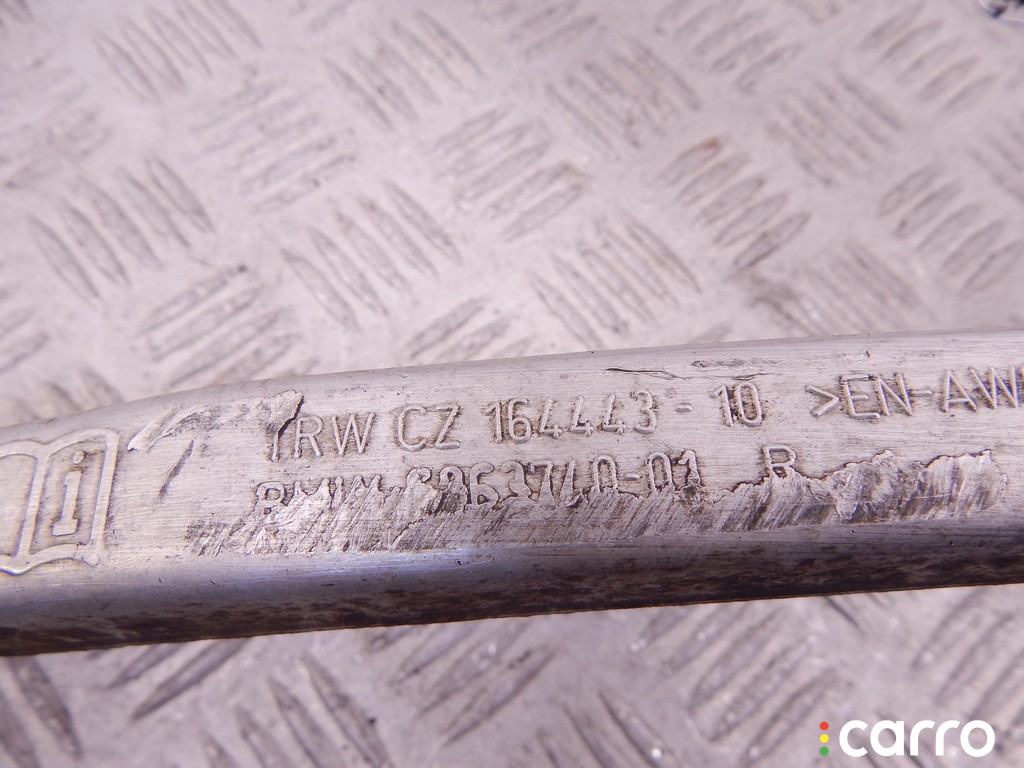 TRW CZ 164443-10 >EN-AW
BMW 6863740-01 R
i
carro